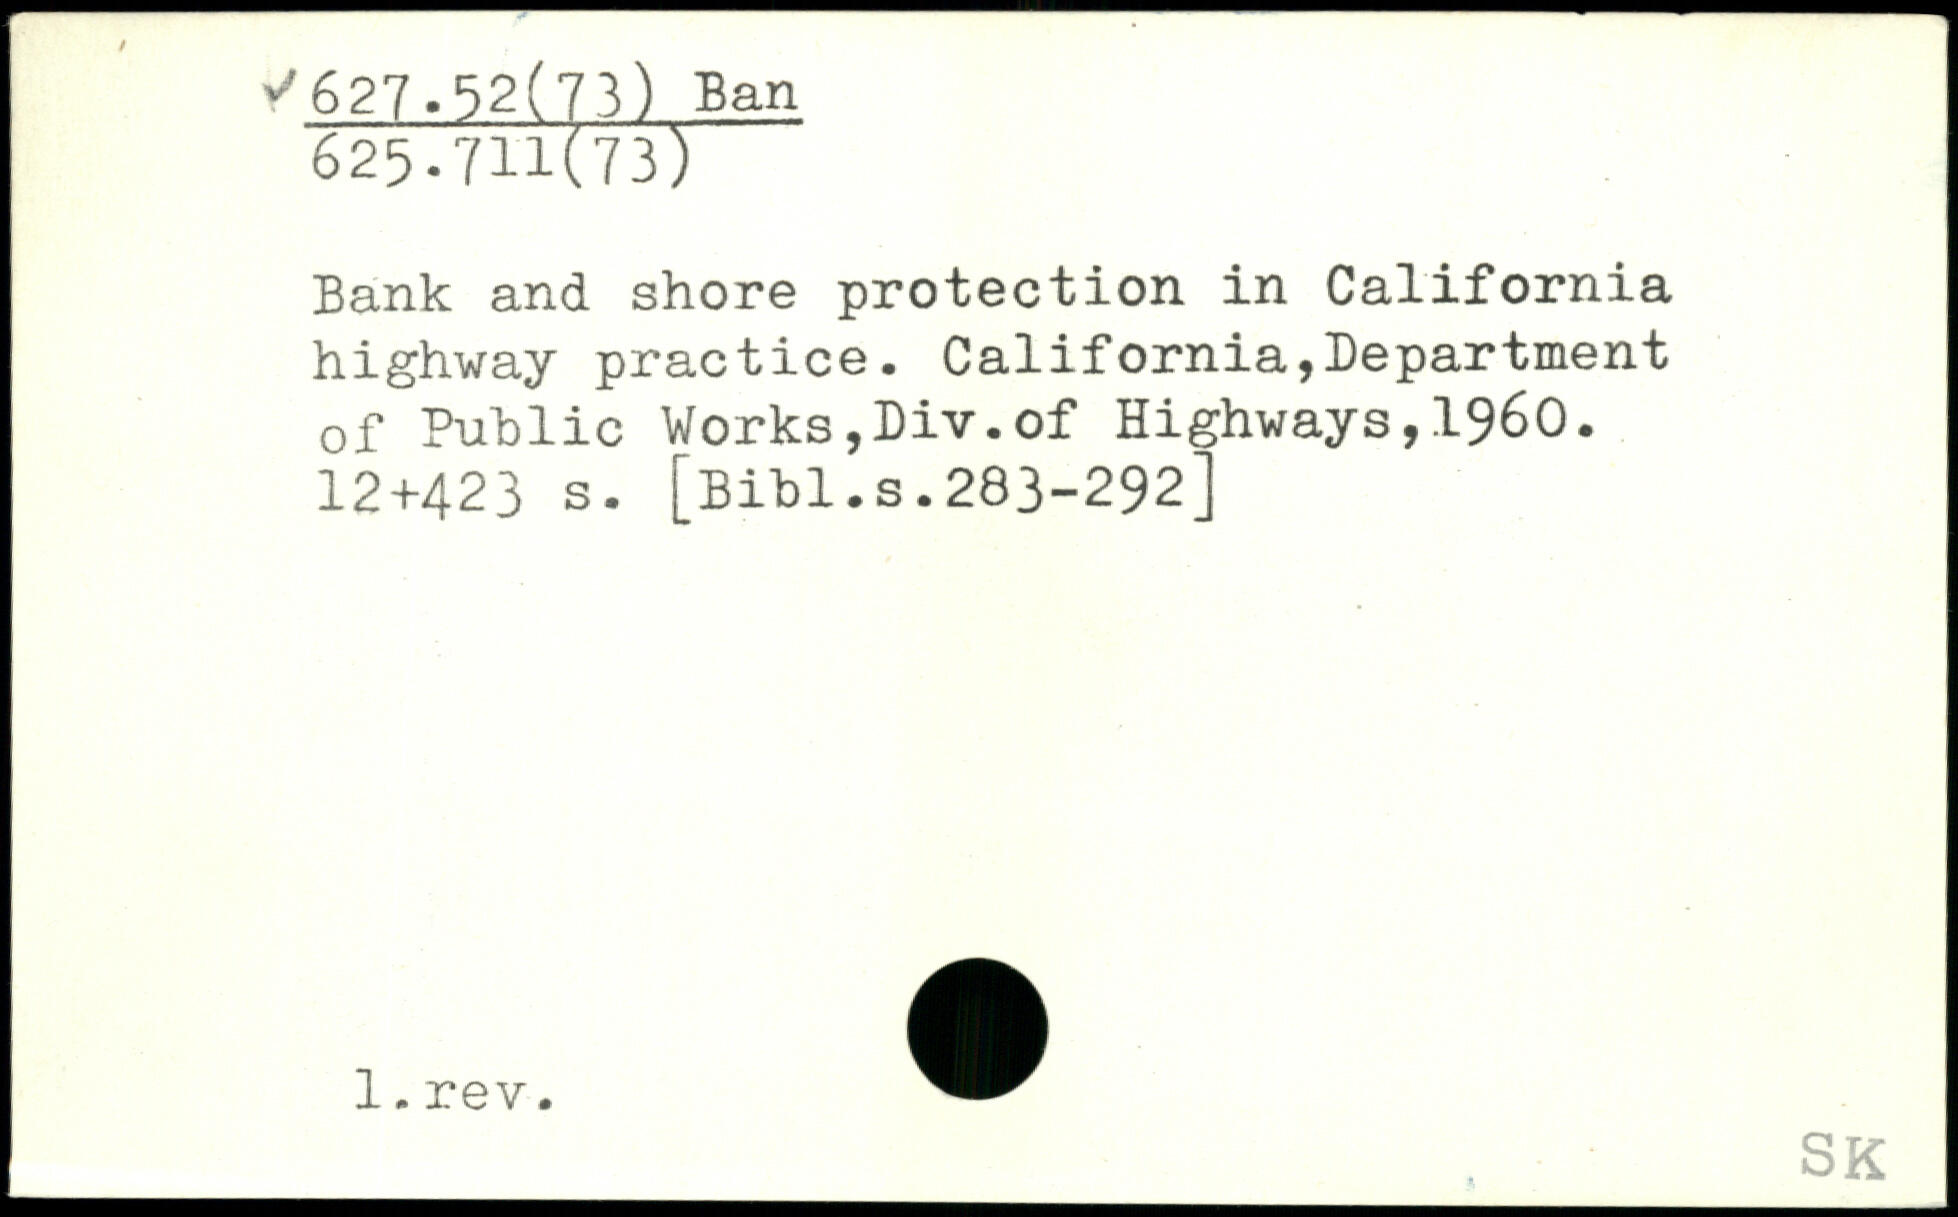 ✓ 627.52(73) Ban
625.711(73)
Bank and shore protection in California
highway practice. California,Department
of Public Works,Div.of Highways,1960.
12+423 s. [Bibl.s.283-292]
1.rev.
SK